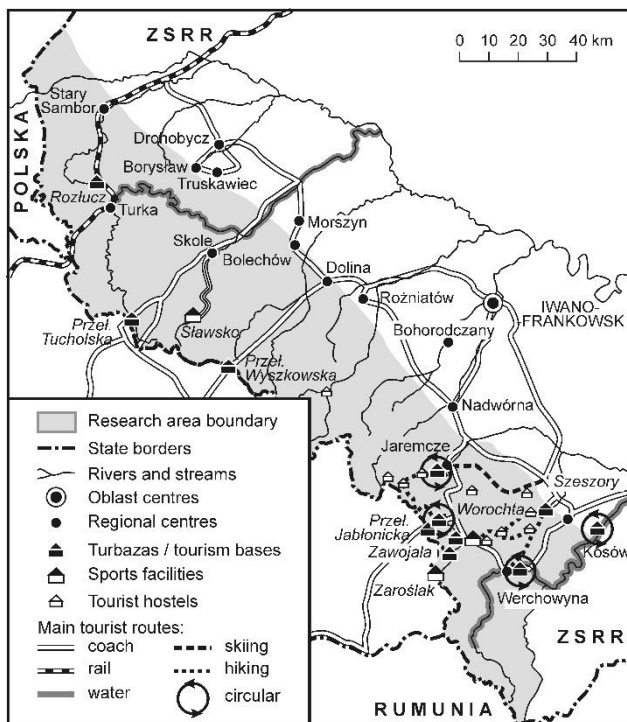 ZSRR
0 10 20 30 40 km
POLSKA
Stary
Sambor
Drohobycz
Borysław
Truskawiec
Rozłucz
Turka
Morszyn
Skole
Bolechów
Dolina
Rożniatów
IWANO-
FRANKOWSK
Przeł.
Tucholska
Sławsko
Bohorodczany
Przeł.
Wyszkowska
Nadwórna
Jaremcze
Szeszory
Worochta
Przeł.
Jabłonicka
Zawojala
Kosów
Zaroślak
Werchowyna
ZSRR
RUMUNIA
Research area boundary
State borders
Rivers and streams
Oblast centres
Regional centres
Turbazas / tourism bases
Sports facilities
Tourist hostels
Main tourist routes:
coach
skiing
rail
hiking
water
circular